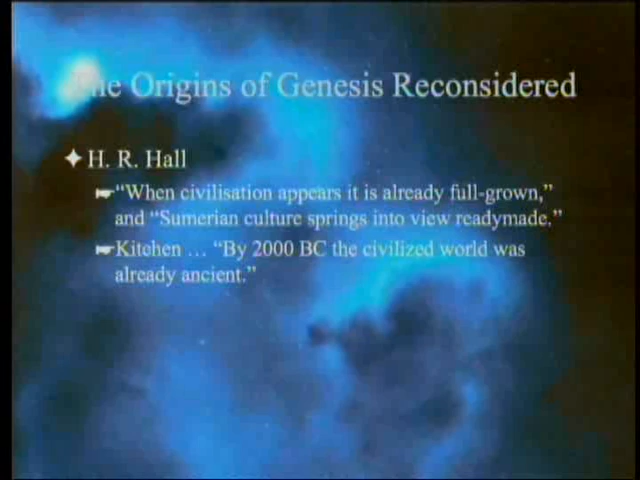 The Origins of Genesis Reconsidered
H. R. Hall
“When civilisation appears it is already full-grown,”
and “Sumerian culture springs into view readymade.”
Kitchen … “By 2000 BC the civilized world was
already ancient.”